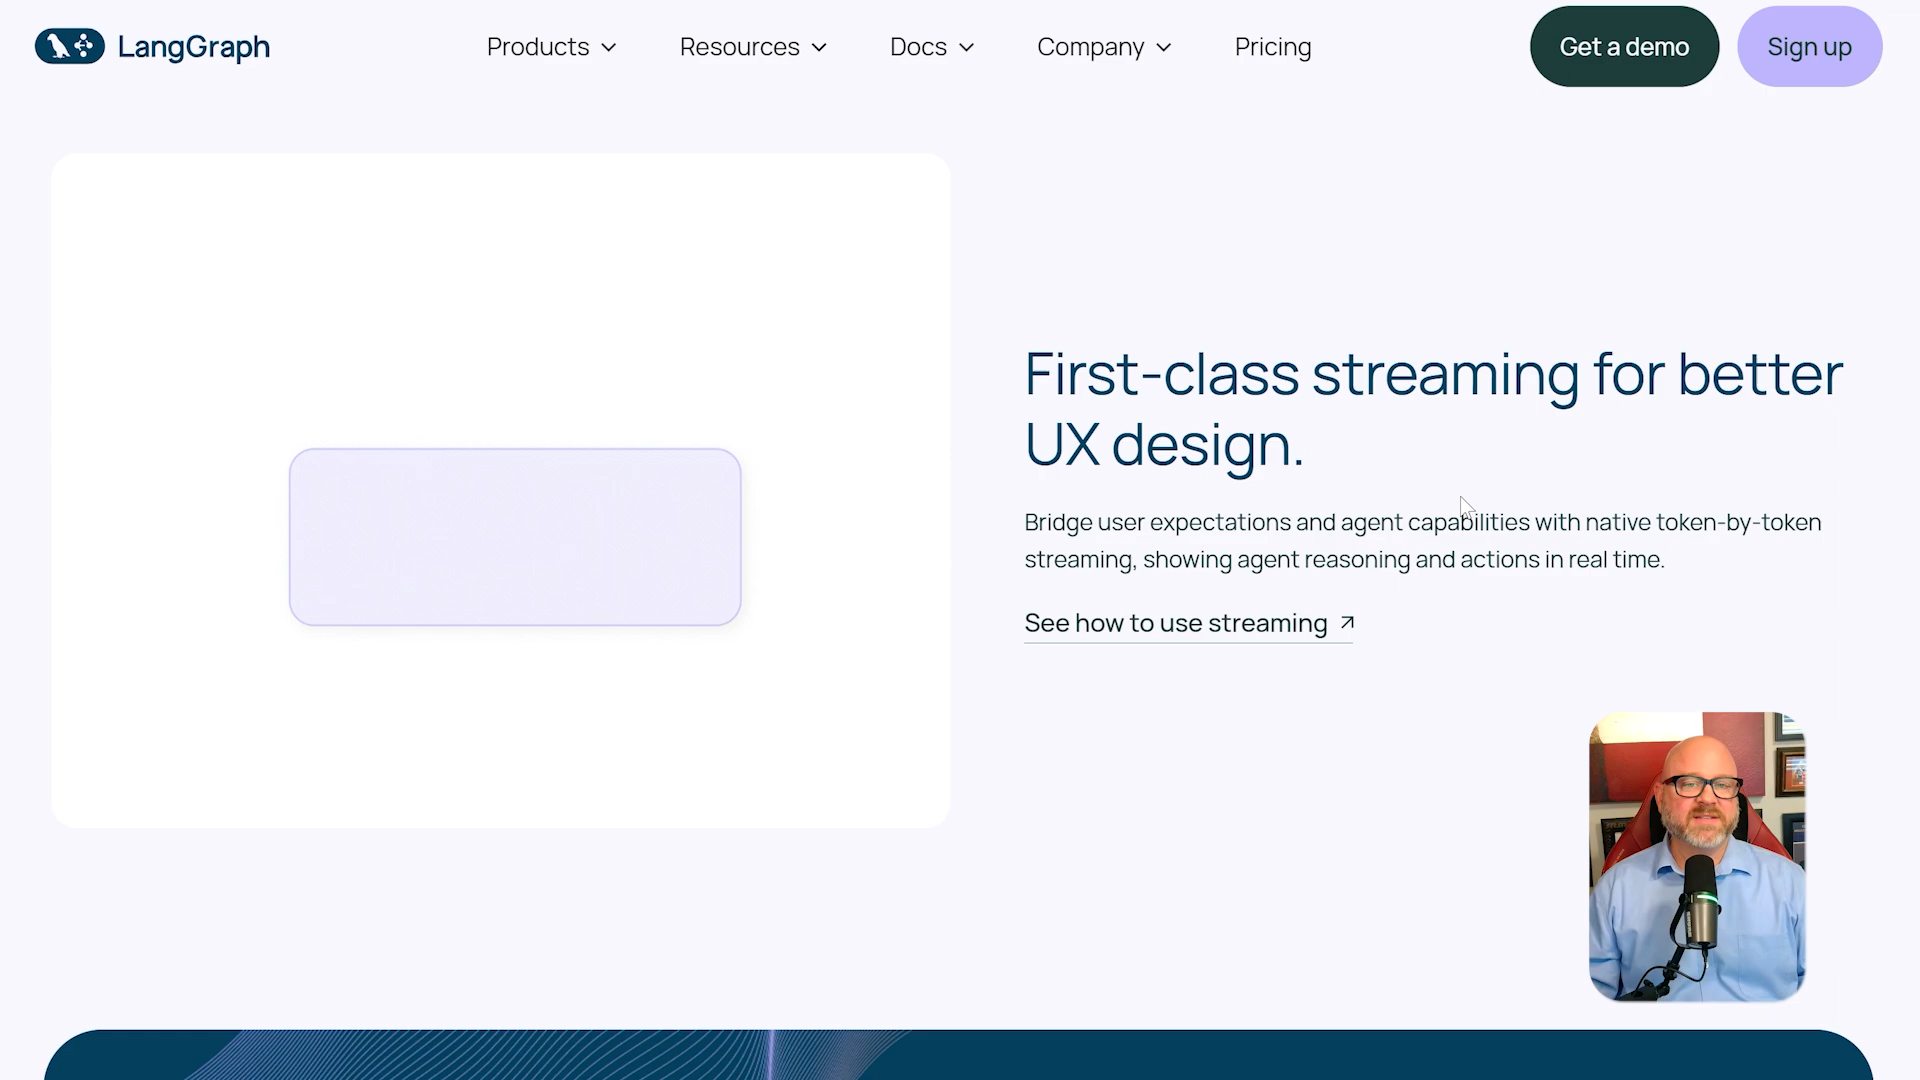 LangGraph
Products
Resources
Docs
Company
Pricing
Get a demo
Sign up
First-class streaming for better
UX design.
Bridge user expectations and agent capabilities with native token-by-token
streaming, showing agent reasoning and actions in real time.
See how to use streaming